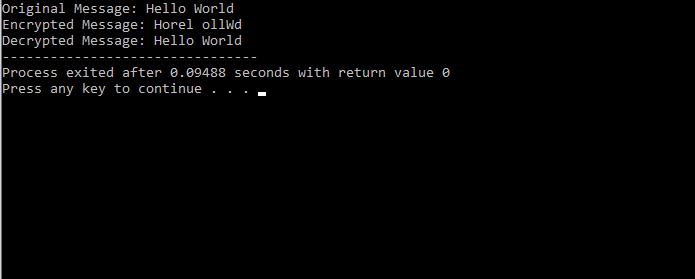 Original Message: Hello World
Encrypted Message: Horel ollWd
Decrypted Message: Hello World
--------------------------------
Process exited after 0.09488 seconds with return value 0
Press any key to continue . . .